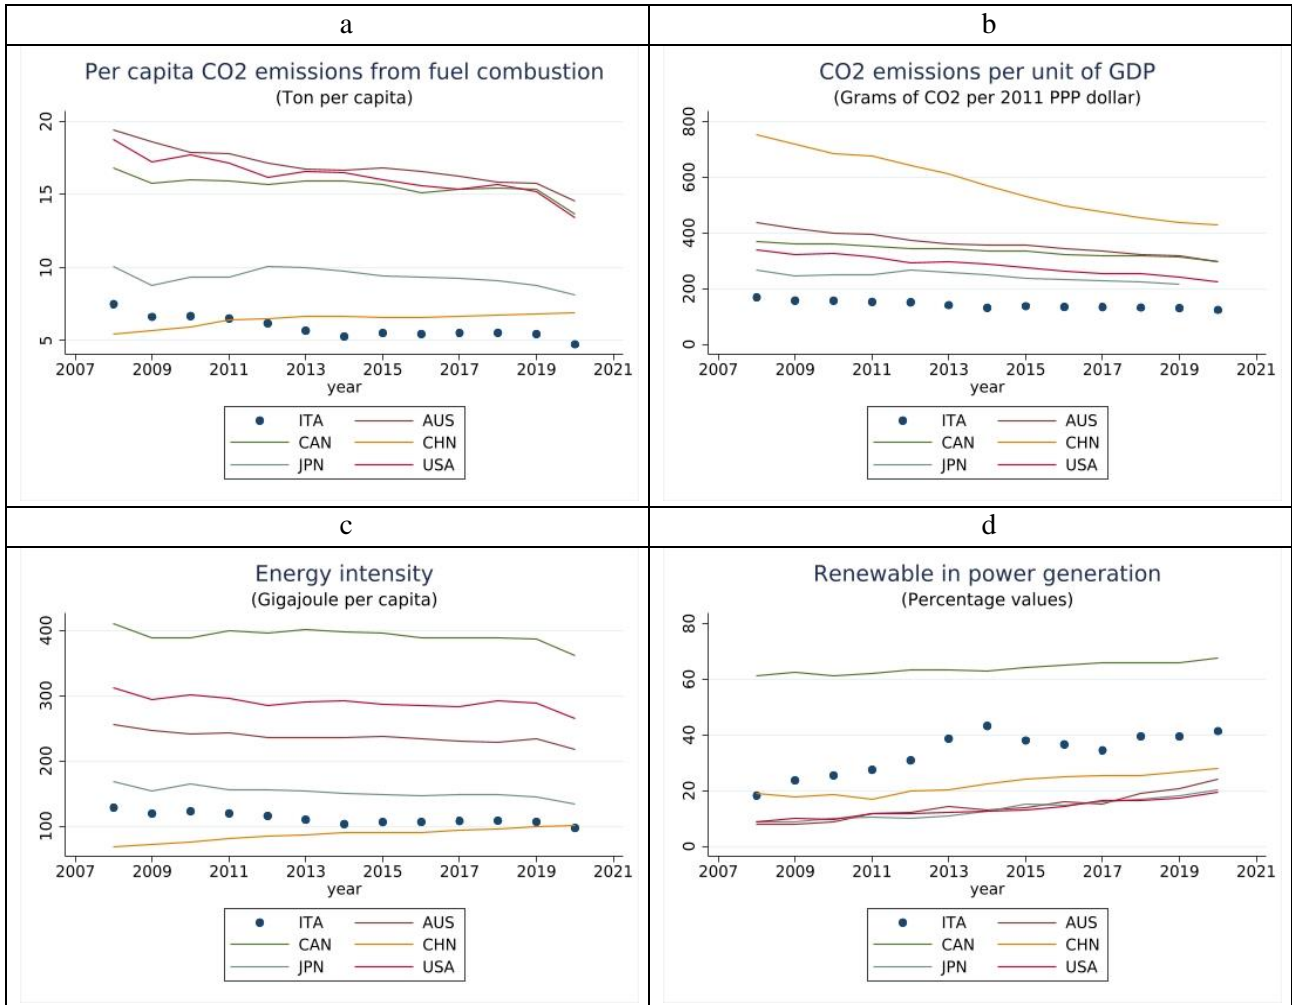 a
b
Per capita CO2 emissions from fuel combustion
(Ton per capita)
20
15
10
5
2007 2009 2011 2013 2015 2017 2019 2021
year
ITA AUS
CAN CHN
JPN USA
CO2 emissions per unit of GDP
(Grams of CO2 per 2011 PPP dollar)
800
600
400
200
0
2007 2009 2011 2013 2015 2017 2019 2021
year
ITA AUS
CAN CHN
JPN USA
c
d
Energy intensity
(Gigajoule per capita)
400
300
200
100
2007 2009 2011 2013 2015 2017 2019 2021
year
ITA AUS
CAN CHN
JPN USA
Renewable in power generation
(Percentage values)
80
60
40
20
0
2007 2009 2011 2013 2015 2017 2019 2021
year
ITA AUS
CAN CHN
JPN USA